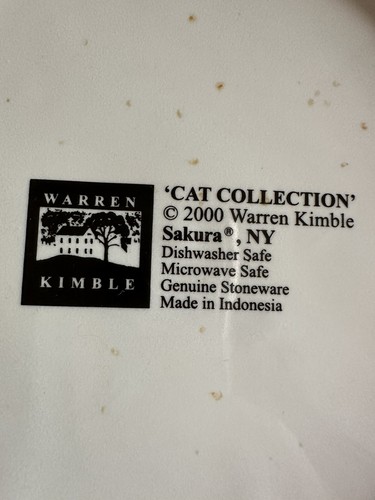 WARREN
KIMBLE
'CAT COLLECTION'
© 2000 Warren Kimble
Sakura®, NY
Dishwasher Safe
Microwave Safe
Genuine Stoneware
Made in Indonesia